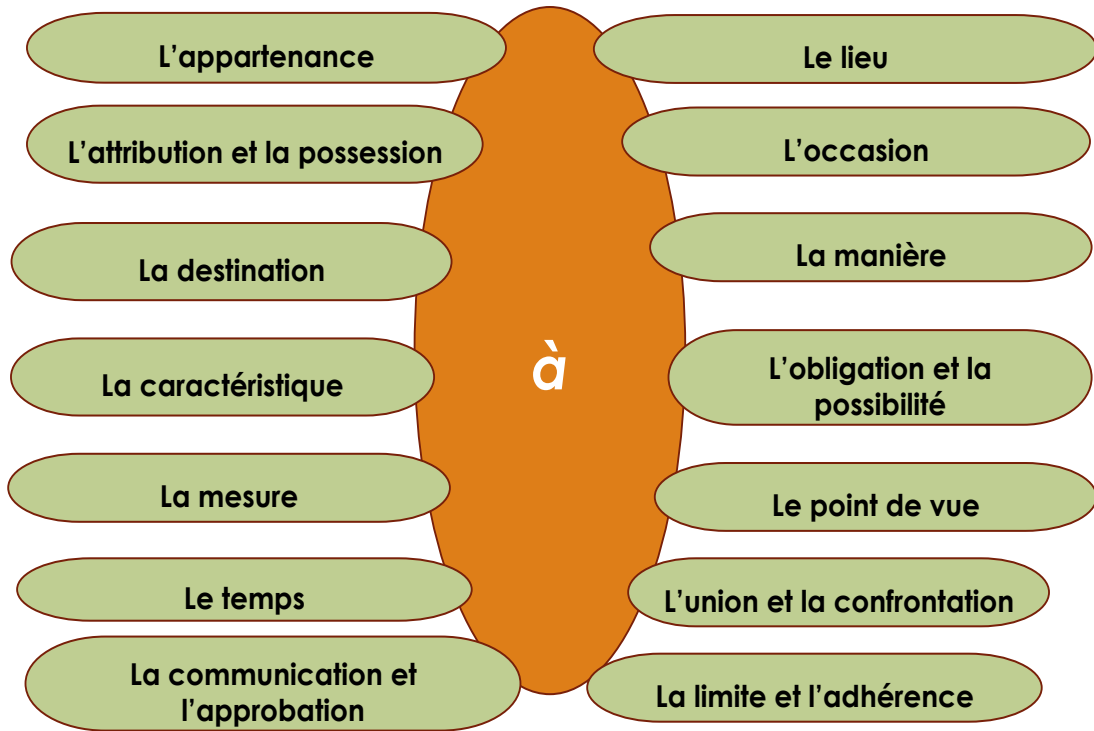 L'appartenance
L'attribution et la possession
La destination
La caractéristique
La mesure
Le temps
La communication et
l'approbation
à
Le lieu
L'occasion
La manière
L'obligation et la
possibilité
Le point de vue
L'union et la confrontation
La limite et l'adhérence